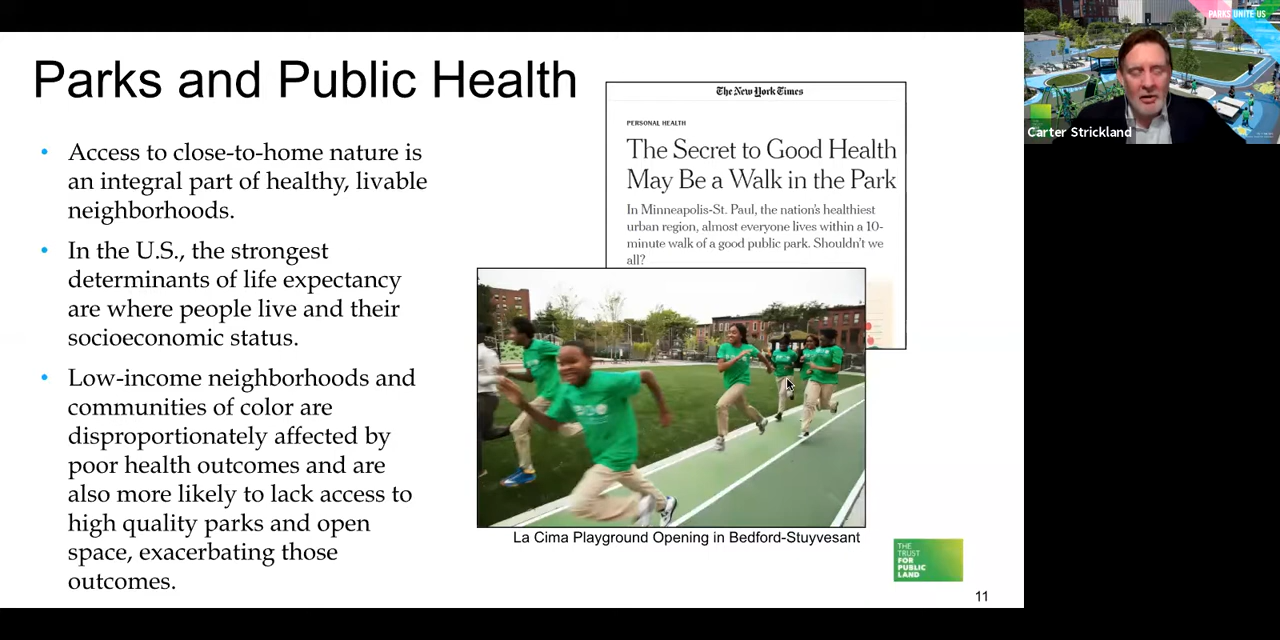 Parks and Public Health
• Access to close-to-home nature is
an integral part of healthy, livable
neighborhoods.
• In the U.S., the strongest
determinants of life expectancy
are where people live and their
socioeconomic status.
• Low-income neighborhoods and
communities of color are
disproportionately affected by
poor health outcomes and are
also more likely to lack access to
high quality parks and open
space, exacerbating those
outcomes.
The New York Times
PERSONAL HEALTH
The Secret to Good Health
May Be a Walk in the Park
In Minneapolis-St. Paul, the nation's healthiest
urban region, almost everyone lives within a 10-
minute walk of a good public park. Shouldn't we
all?
La Cima Playground Opening in Bedford-Stuyvesant
THE
TRUST
FOR
PUBLIC
LAND
11
PARKS UNITE US
Carter Strickland